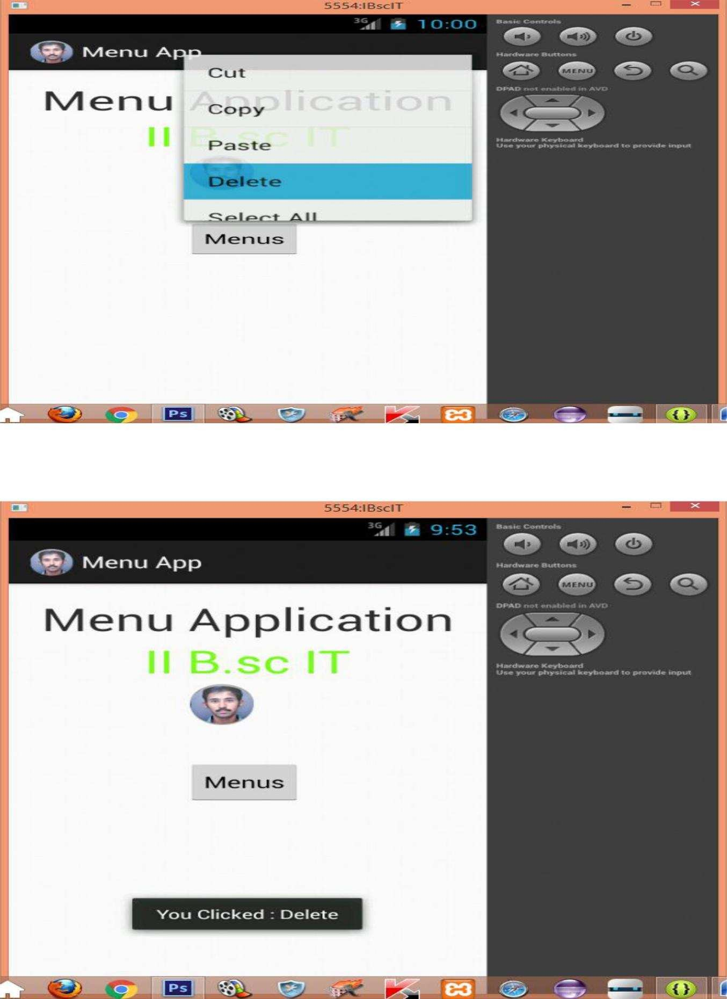 5554:IBscIT
3G 10:00
Menu App
Menu Application
II B.sc IT
Cut
Copy
Paste
Delete
Select All
Menus
Basic Controls
Hardware Buttons
MENU
DPAD not enabled in AVD
Hardware Keyboard
Use your physical keyboard to provide input
Ps
5554:IBscIT
3G 9:53
Menu App
Menu Application
II B.sc IT
Menus
You Clicked : Delete
Basic Controls
Hardware Buttons
MENU
DPAD not enabled in AVD
Hardware Keyboard
Use your physical keyboard to provide input
Ps